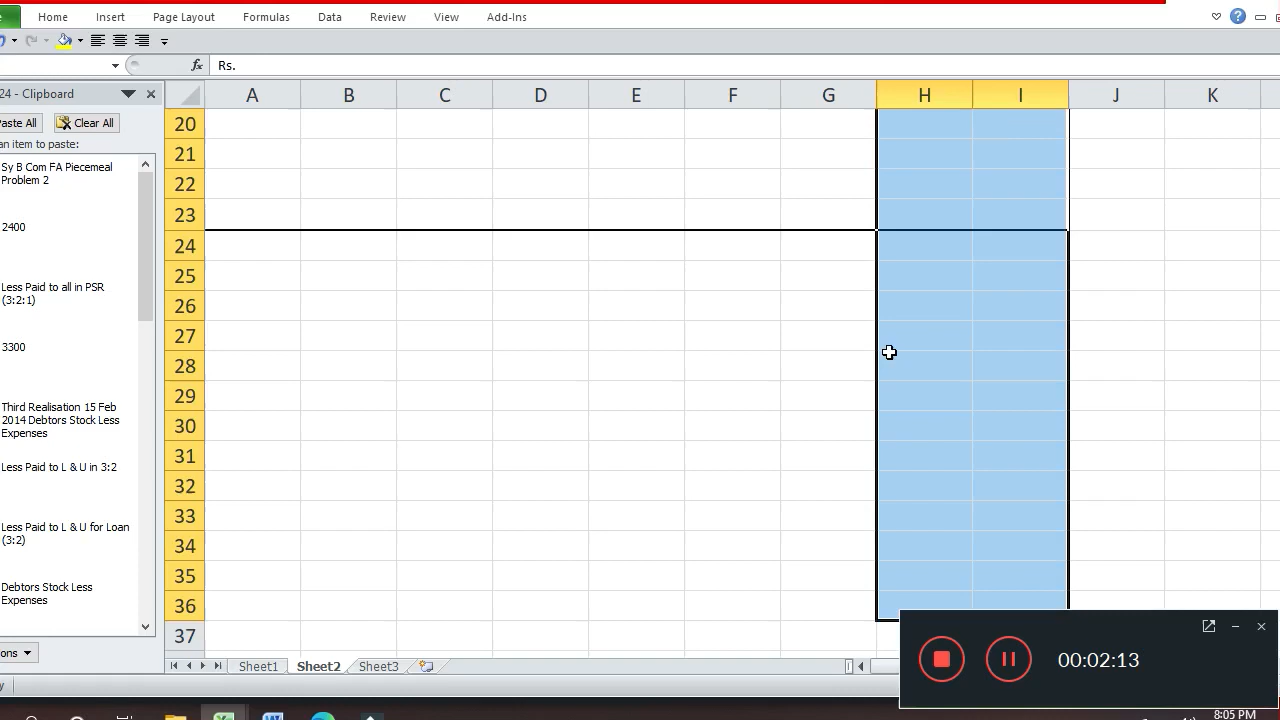 Home Insert Page Layout Formulas Data Review View Add-Ins
fx Rs.
24 - Clipboard
Paste All Clear All
an item to paste:
Sy B Com FA Piecemeal
Problem 2
2400
Less Paid to all in PSR
(3:2:1)
3300
Third Realisation 15 Feb
2014 Debtors Stock Less
Expenses
Less Paid to L & U in 3:2
Less Paid to L & U for Loan
(3:2)
Debtors Stock Less
Expenses
ons
A B C D E F G H I J K
20
21
22
23
24
25
26
27
28
29
30
31
32
33
34
35
36
37
Sheet1 Sheet2 Sheet3
00:02:13
8:05 PM